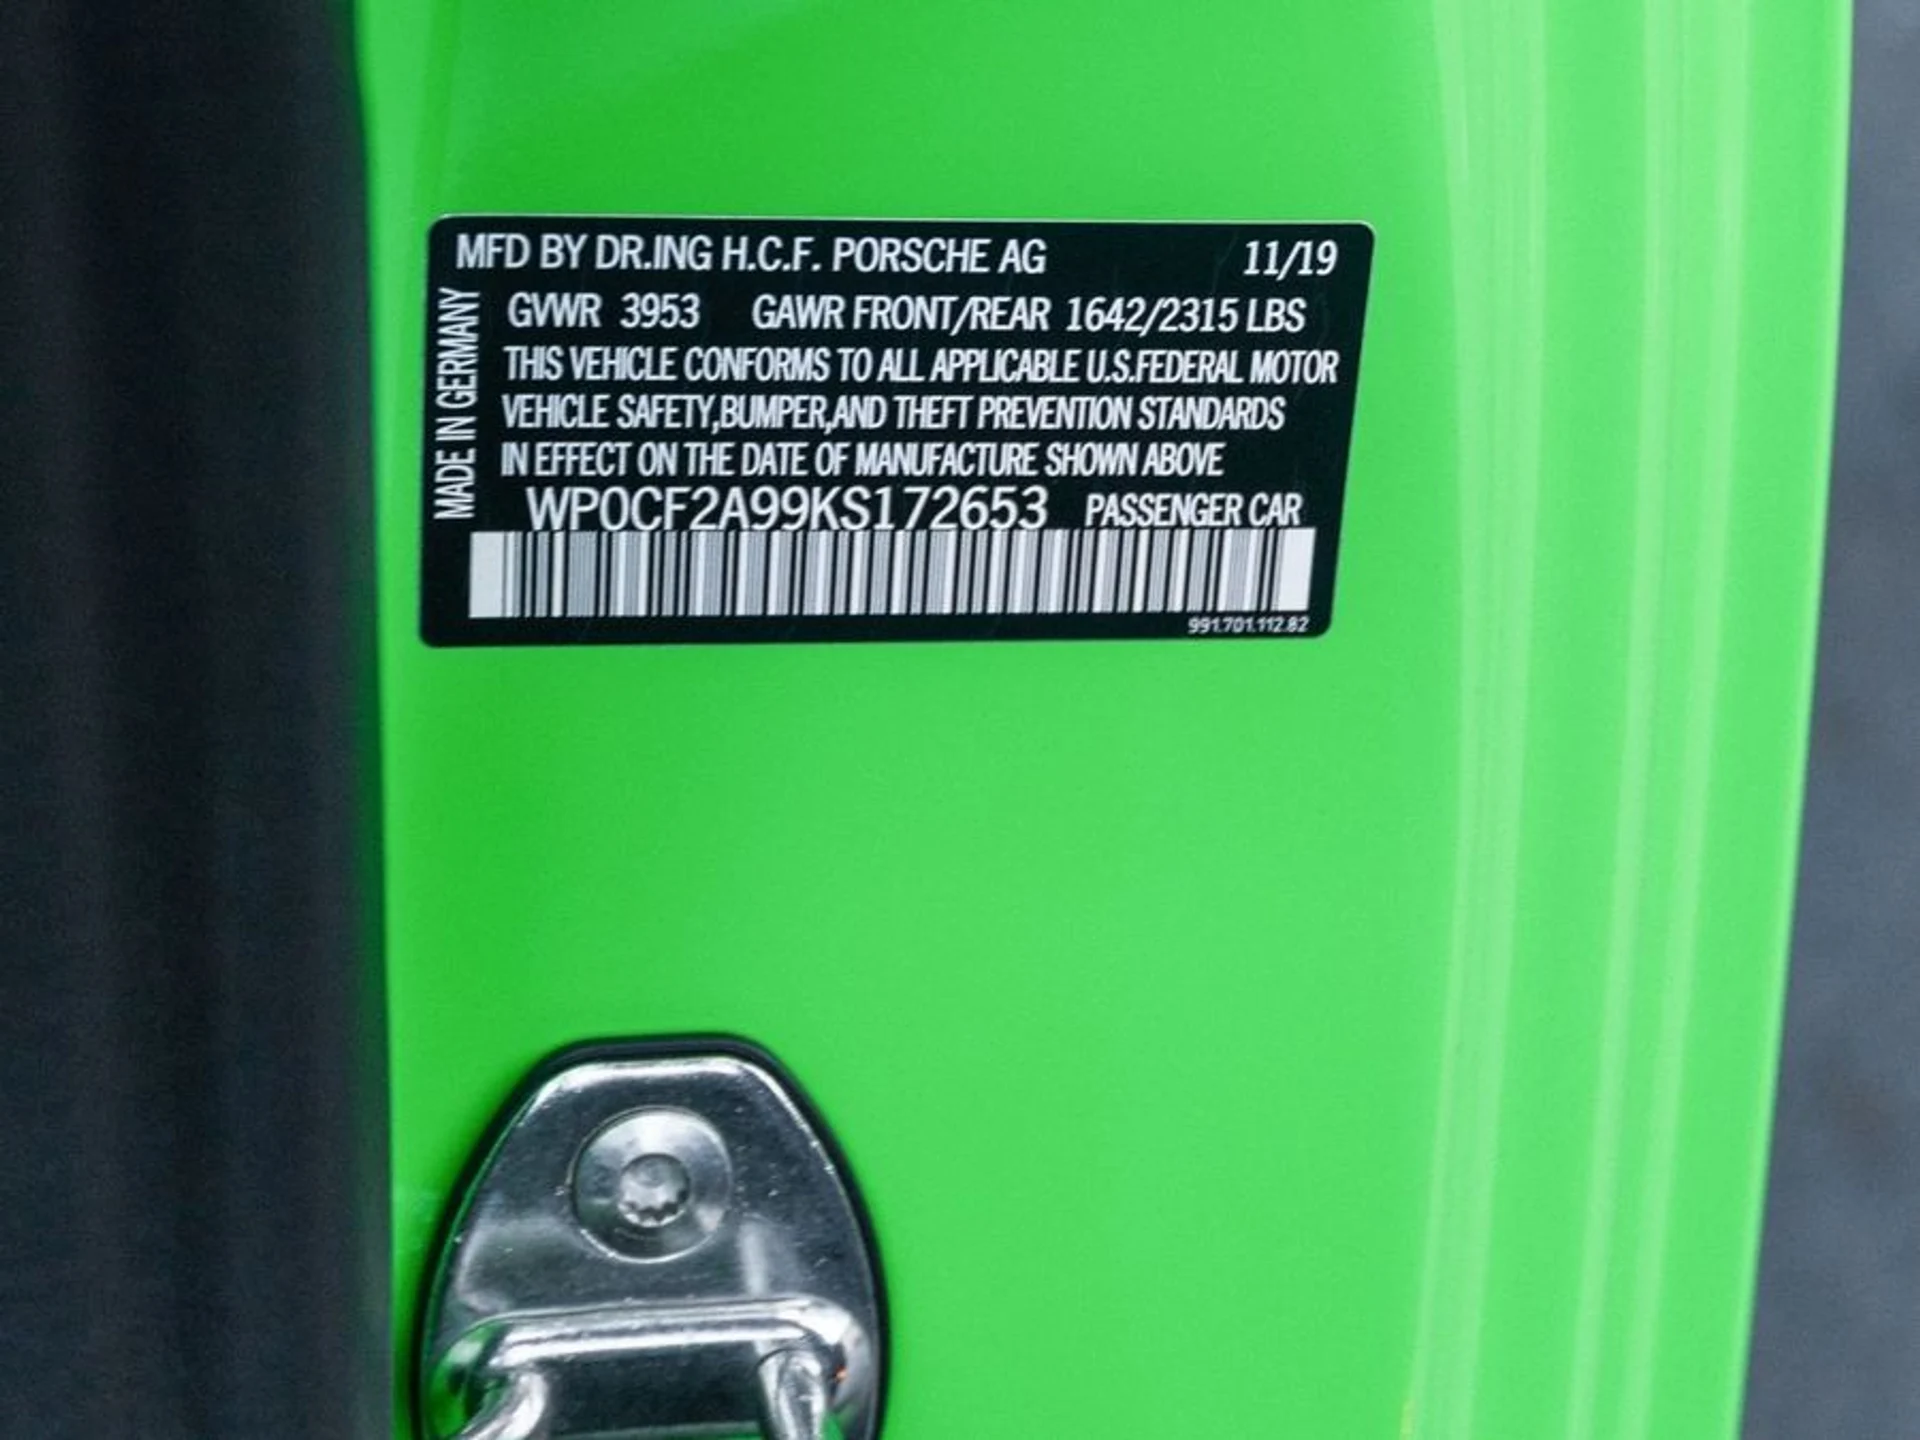 MFD BY DR.ING H.C.F. PORSCHE AG 11/19
GVWR 3953 GAWR FRONT/REAR 1642/2315 LBS
THIS VEHICLE CONFORMS TO ALL APPLICABLE U.S.FEDERAL MOTOR
VEHICLE SAFETY,BUMPER,AND THEFT PREVENTION STANDARDS
IN EFFECT ON THE DATE OF MANUFACTURE SHOWN ABOVE
WP0CF2A99KS172653 PASSENGER CAR
991.701.112.82
MADE IN GERMANY